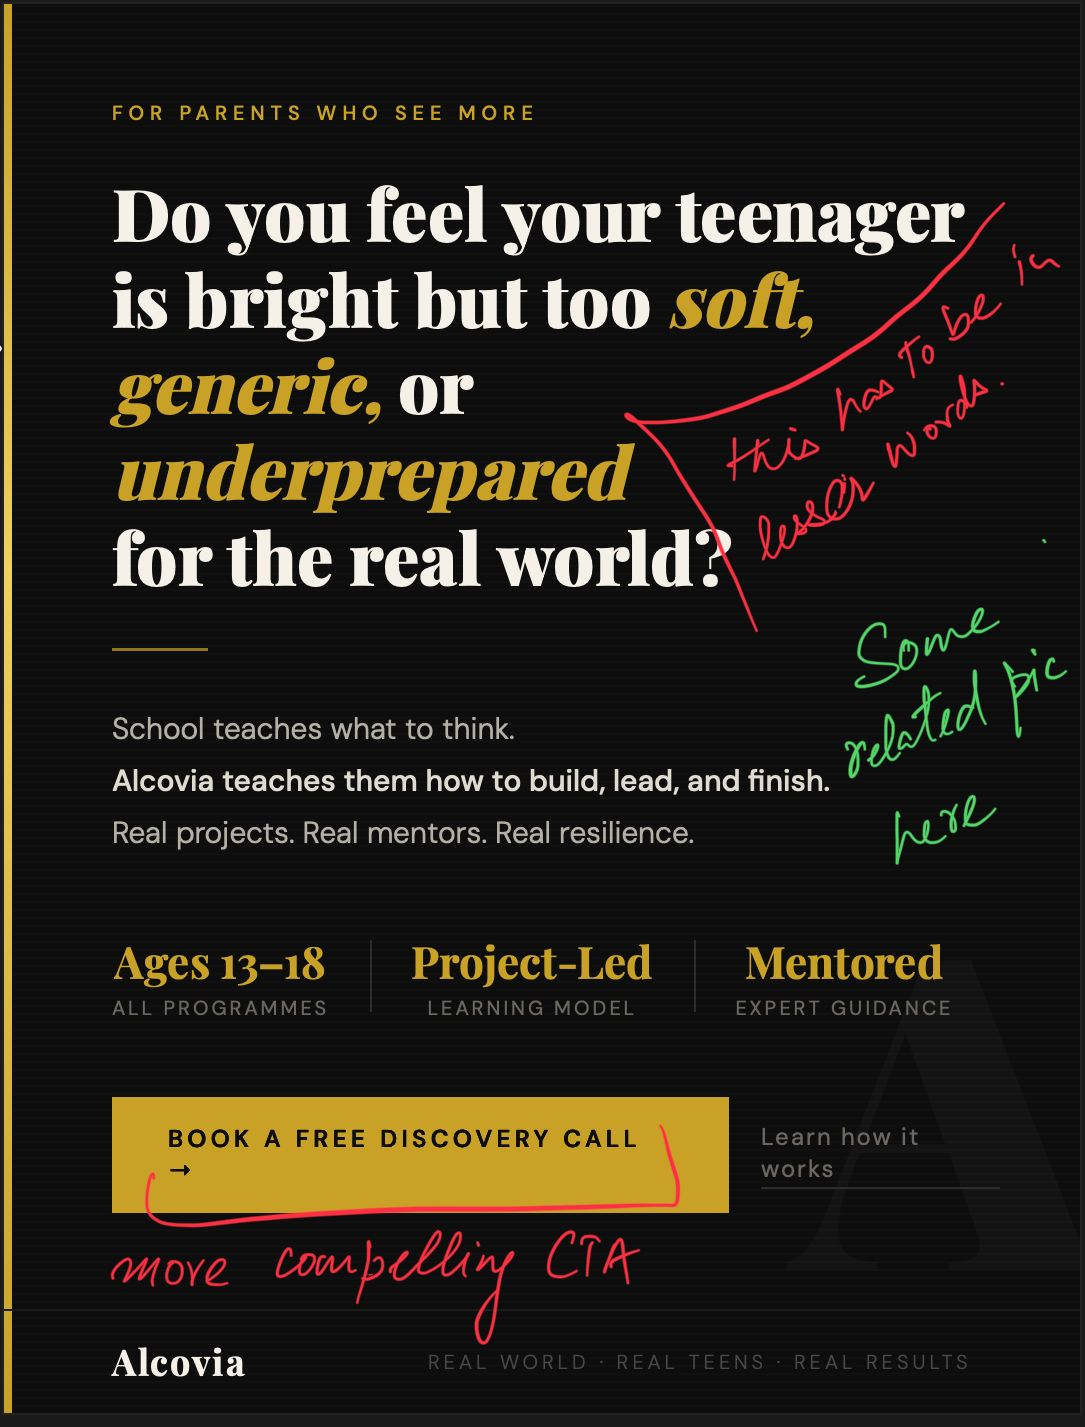 FOR PARENTS WHO SEE MORE
Do you feel your teenager
is bright but too soft,
generic, or
underprepared
for the real world?
this has to be in
lesser words.
Some
related pic
here
School teaches what to think.
Alcovia teaches them how to build, lead, and finish.
Real projects. Real mentors. Real resilience.
Ages 13–18
ALL PROGRAMMES
Project-Led
LEARNING MODEL
Mentored
EXPERT GUIDANCE
A
BOOK A FREE DISCOVERY CALL
→
Learn how it
works
more compelling CTA
Alcovia
REAL WORLD · REAL TEENS · REAL RESULTS